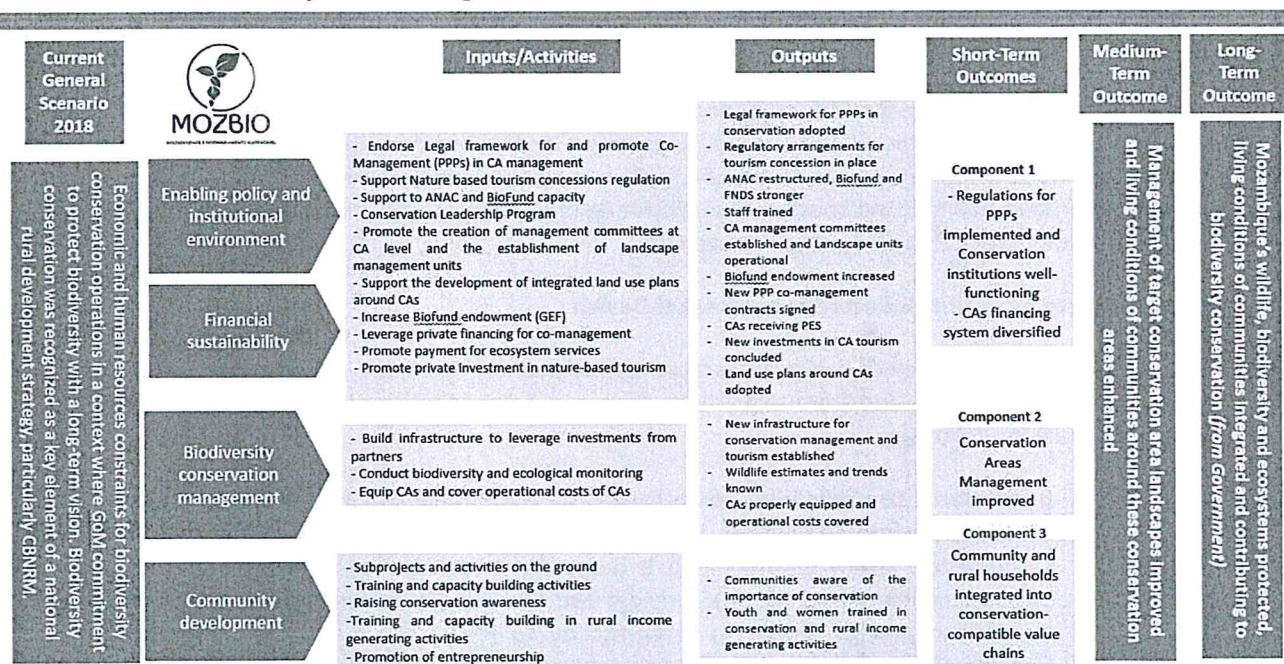 Current
General
Scenario
2018
MOZBIO
Inputs/Activities
Outputs
Short-Term
Outcomes
Medium-
Term
Outcome
Long-
Term
Outcome
Economic and human resources constrains for biodiversity
conservation operations in a context where GoM commitment
to protect biodiversity with a long-term vision. Biodiversity
conservation was recognized as a key element of a national
rural development strategy, particularly CBNRM.
Enabling policy and
institutional
environment
Financial
sustainability
- Endorse Legal framework for and promote Co-
Management (PPPs) in CA management
- Support Nature based tourism concessions regulation
- Support to ANAC and BioFund capacity
- Conservation Leadership Program
- Promote the creation of management committees at
CA level and the establishment of landscape
management units
- Support the development of integrated land use plans
around CAs
- Increase Biofund endowment (GEF)
- Leverage private financing for co-management
- Promote payment for ecosystem services
- Promote private investment in nature-based tourism
- Legal framework for PPPs in
conservation adopted
- Regulatory arrangements for
tourism concession in place
- ANAC restructured, Biofund and
FNDS stronger
- Staff trained
- CA management committees
established and Landscape units
operational
- Biofund endowment increased
- New PPP co-management
contracts signed
- CAs receiving PES
- New investments in CA tourism
concluded
- Land use plans around CAs
adopted
Component 1
- Regulations for
PPPs
implemented and
Conservation
institutions well-
functioning
- CAs financing
system diversified
Biodiversity
conservation
management
- Build infrastructure to leverage investments from
partners
- Conduct biodiversity and ecological monitoring
- Equip CAs and cover operational costs of CAs
- New infrastructure for
conservation management and
tourism established
- Wildlife estimates and trends
known
- CAs properly equipped and
operational costs covered
Component 2
Conservation
Areas
Management
improved
Community
development
- Subprojects and activities on the ground
- Training and capacity building activities
- Raising conservation awareness
-Training and capacity building in rural income
generating activities
- Promotion of entrepreneurship
- Communities aware of the
importance of conservation
- Youth and women trained in
conservation and rural income
generating activities
Component 3
Community and
rural households
integrated into
conservation-
compatible value
chains
Management of target conservation area landscapes improved
and living conditions of communities around these conservation
areas enhanced
Mozambique's wildlife, biodiversity and ecosystems protected,
living conditions of communities integrated and contributing to
biodiversity conservation (from Government)